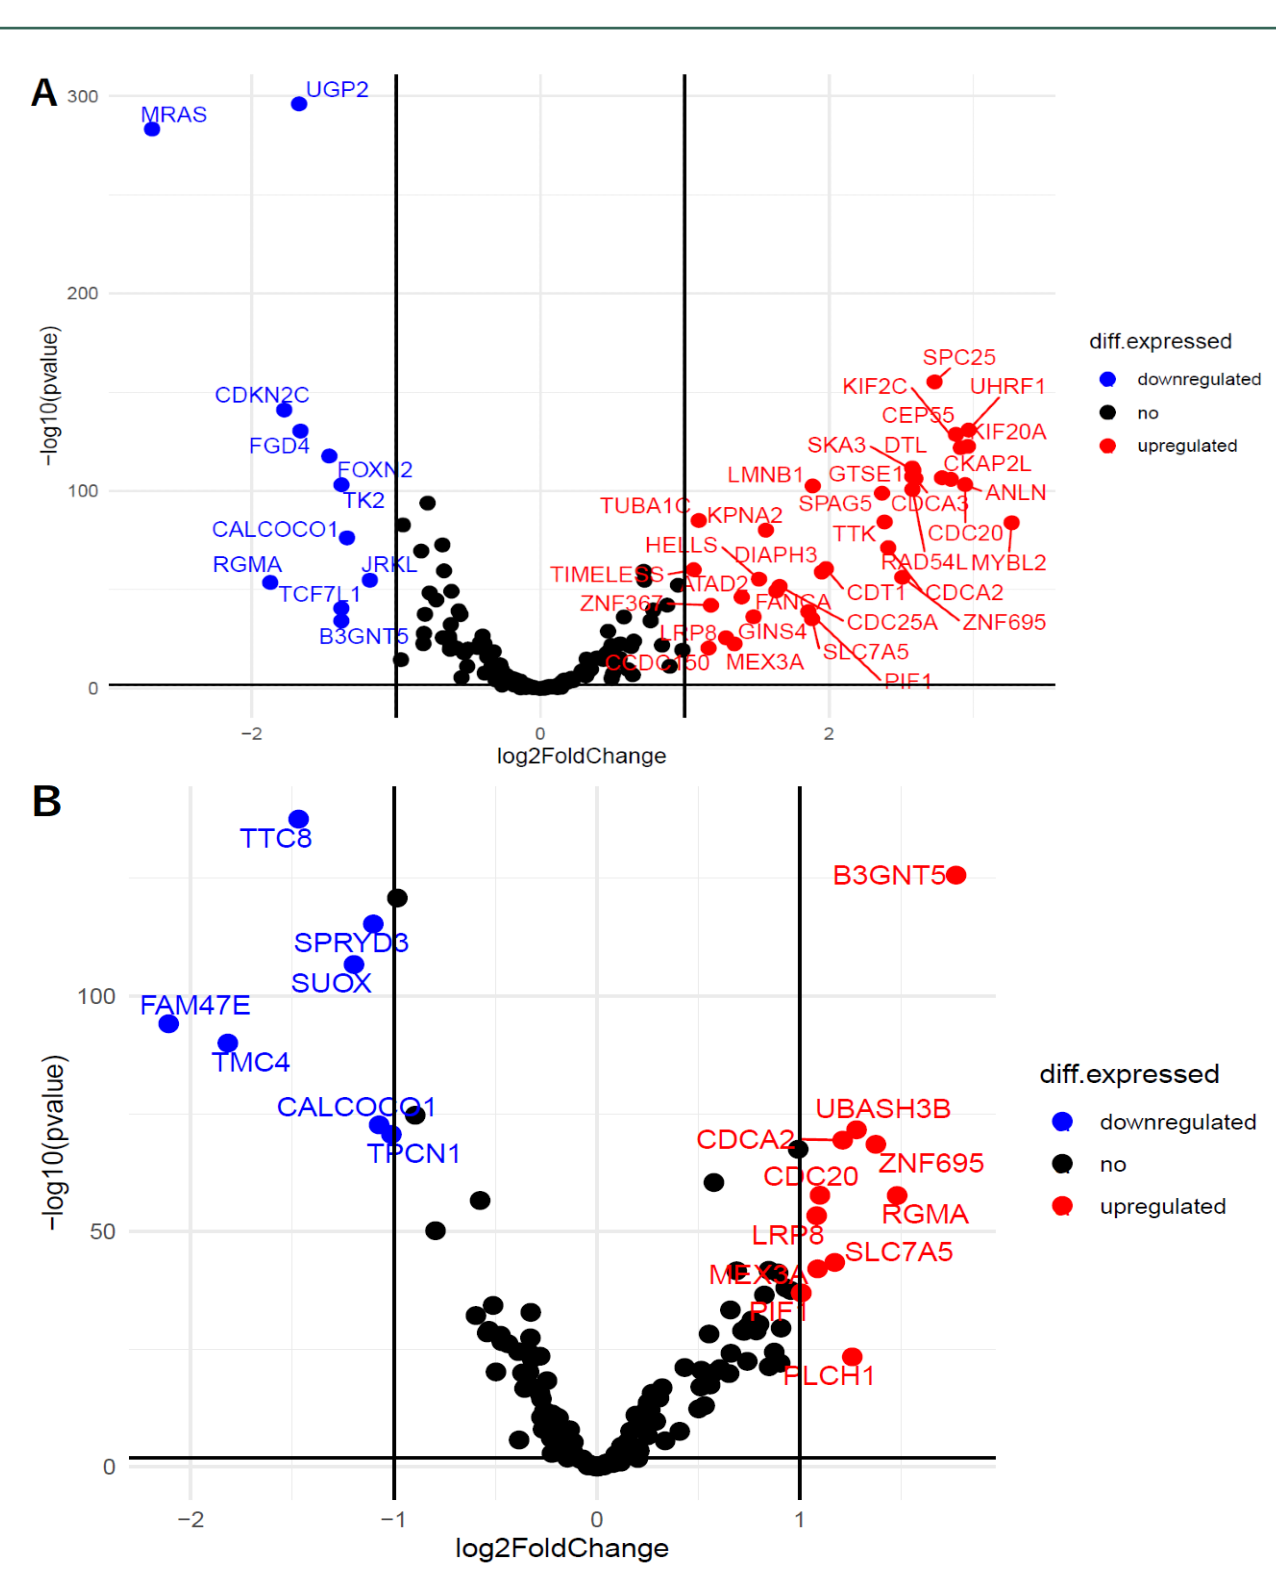 A
300
UGP2
MRAS
200
−log10(pvalue)
diff.expressed
downregulated
no
upregulated
SPC25
KIF2C
UHRF1
CDKN2C
CEP55
KIF20A
FGD4
SKA3
DTL
FOXN2
LMNB1
GTSE1
CKAP2L
100
TK2
TUBA1C
KPNA2
SPAG5
CDCA3
ANLN
CALCOCO1
TTK
CDC20
HELLS
DIAPH3
RGMA
JRKL
TIMELESS
RAD54L
MYBL2
TCF7L1
ATAD2
CDT1
CDCA2
ZNF367
FANCA
B3GNT5
LRP8
GINS4
CDC25A
ZNF695
CCDC150
MEX3A
SLC7A5
PIF1
0
−2
0
2
log2FoldChange
B
TTC8
B3GNT5
SPRYD3
SUOX
100
FAM47E
TMC4
−log10(pvalue)
diff.expressed
downregulated
no
upregulated
CALCOCO1
UBASH3B
TPCN1
CDCA2
ZNF695
CDC20
RGMA
50
LRP8
SLC7A5
MEX3A
PIF1
PLCH1
0
−2
−1
0
1
log2FoldChange